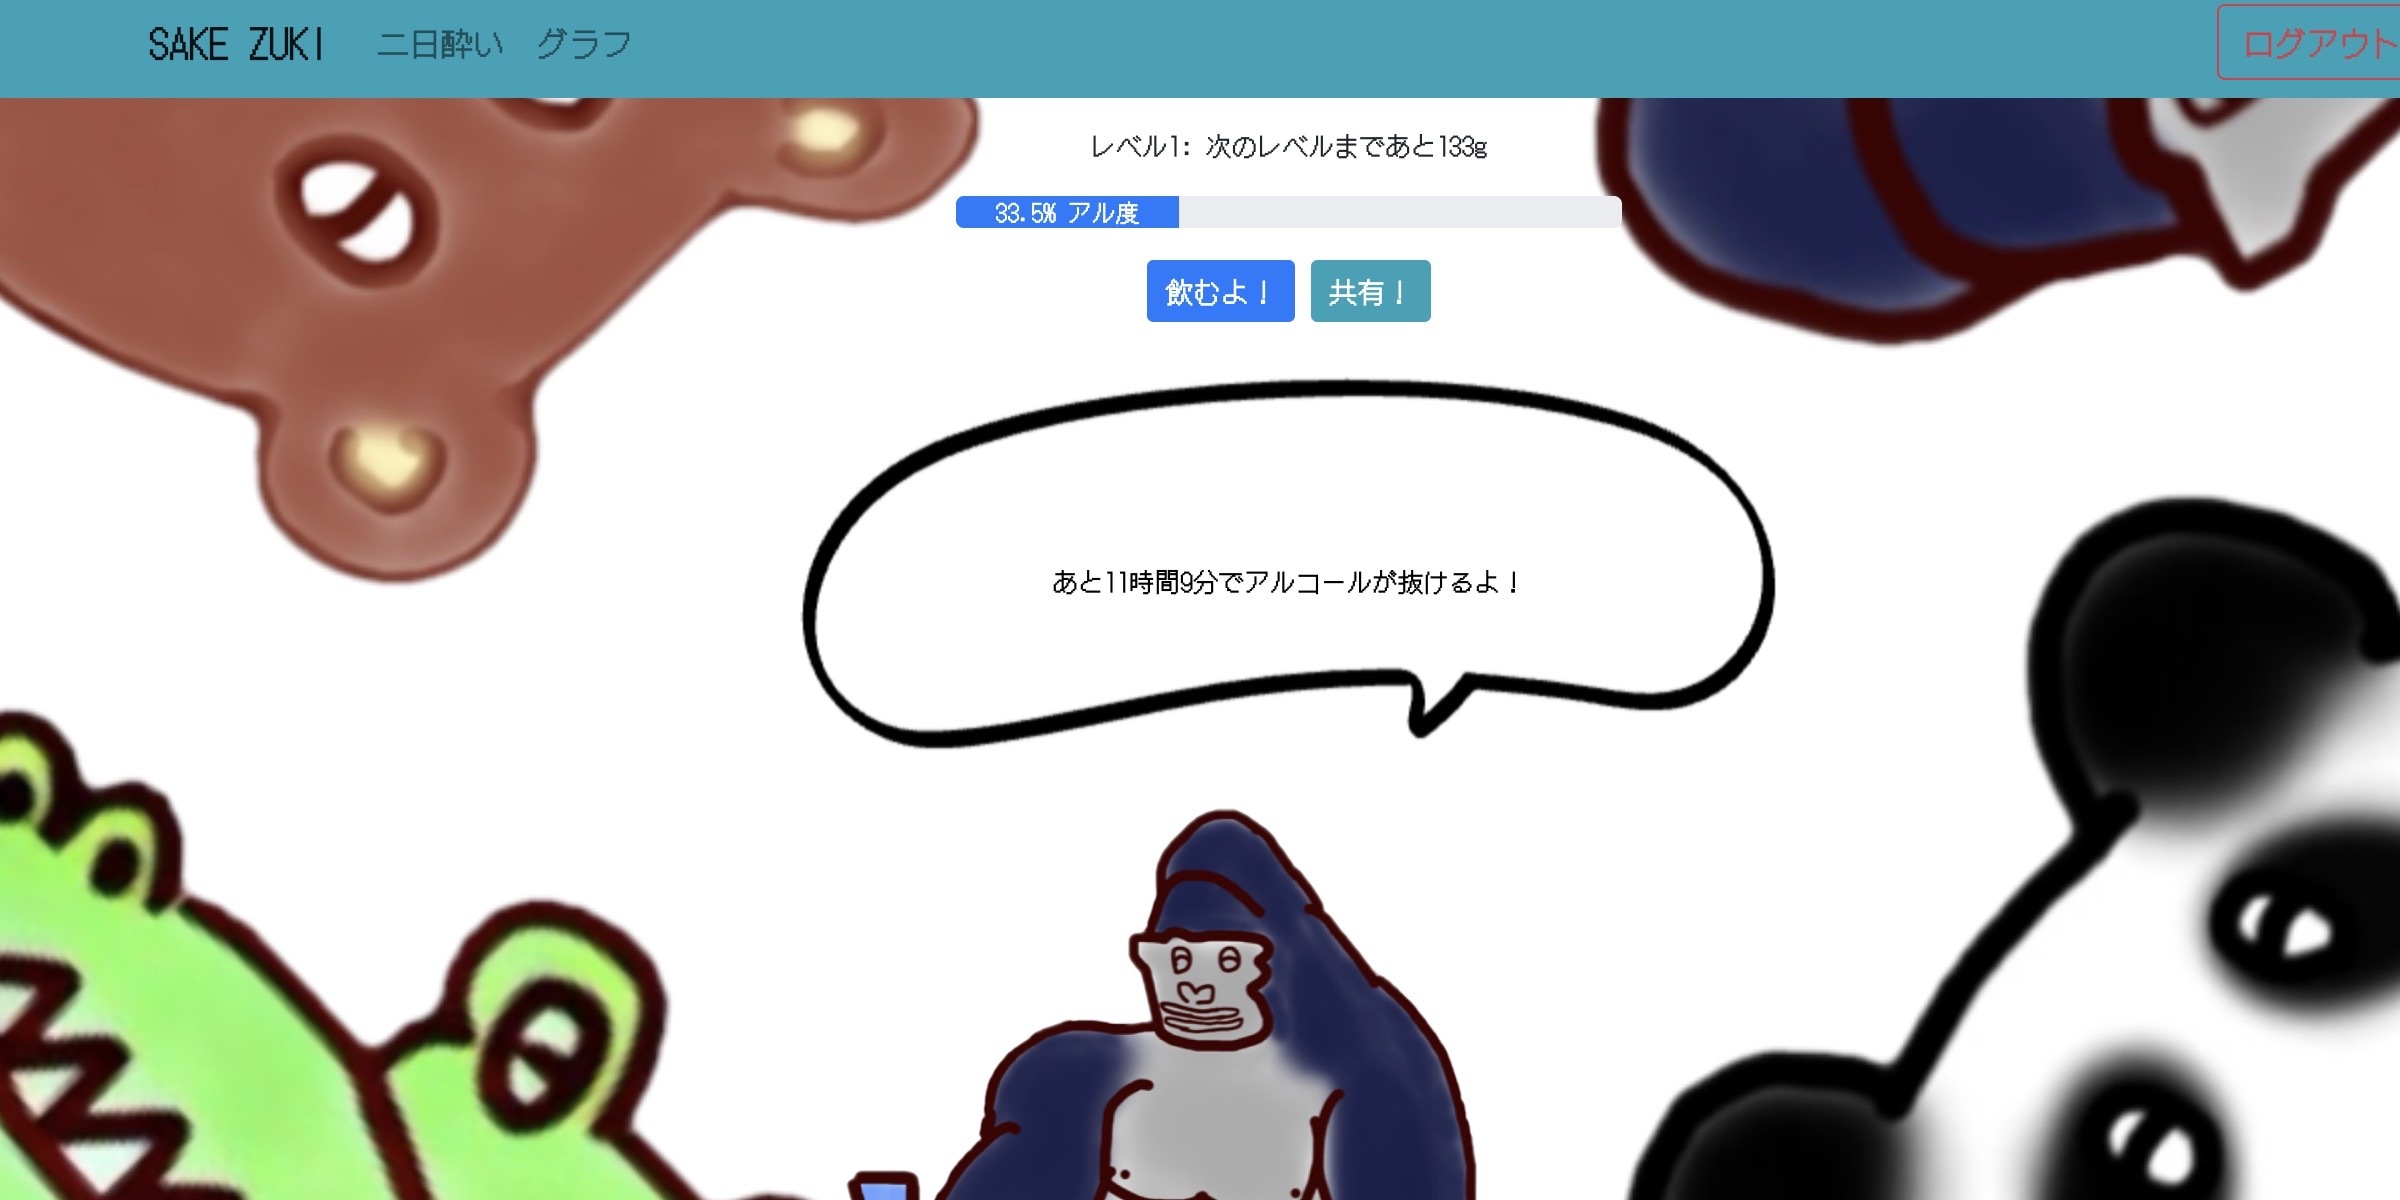 SAKE ZUKI 二日酔い グラフ ログアウト
レベル1: 次のレベルまであと133g
33.5% アル度
飲むよ！ 共有！
あと11時間9分でアルコールが抜けるよ！